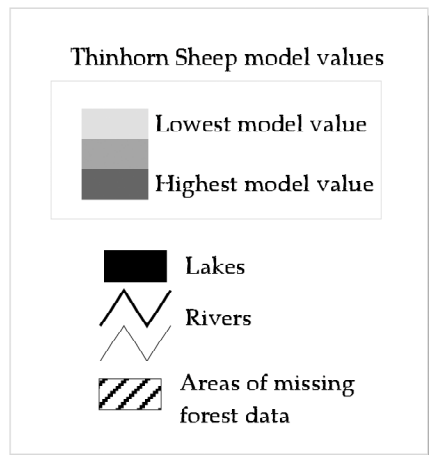 Thinhorn Sheep model values
Lowest model value
Highest model value
Lakes
Rivers
Areas of missing
forest data